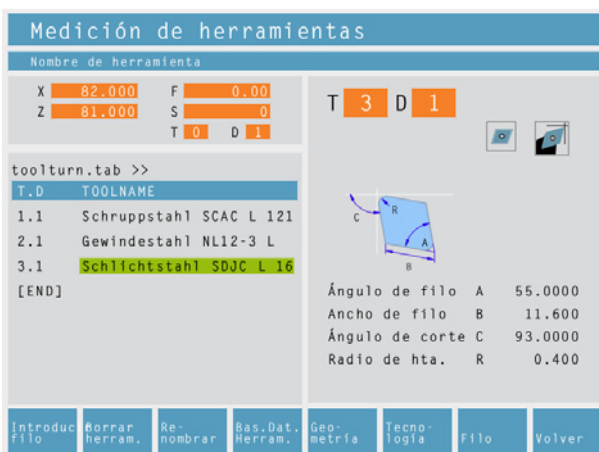 Medición de herramientas
Nombre de herramienta
X 82.000 F 0.00
Z 81.000 S 0
T 0 D 1
T 3 D 1
toolturn.tab >>
T.D TOOLNAME
1.1 Schruppstahl SCAC L 121
2.1 Gewindestahl NL12-3 L
3.1 Schlichtstahl SDJC L 16
[END]
C R A B
Ángulo de filo A 55.0000
Ancho de filo B 11.600
Ángulo de corte C 93.0000
Radio de hta. R 0.400
Introduc filo
Borrar herram.
Re- nombrar
Bas.Dat. Herram.
Geo- metría
Tecno- logía
Filo
Volver